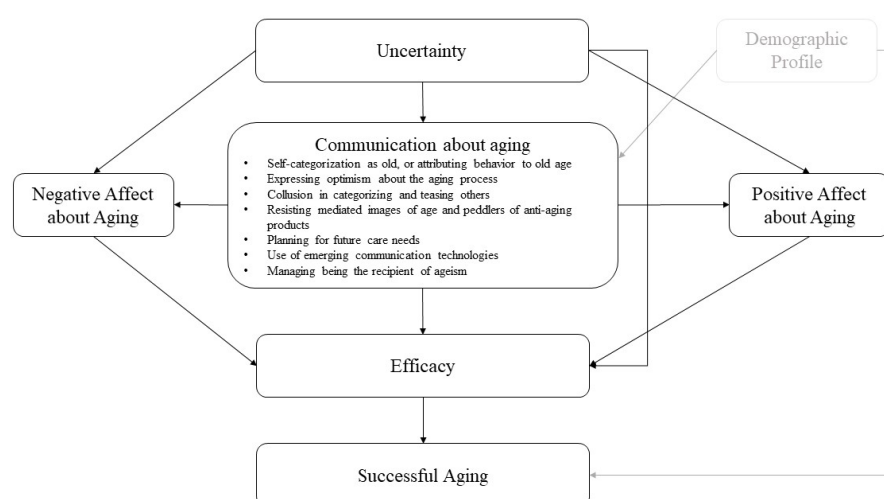 Uncertainty
Demographic
Profile
Communication about aging
• Self-categorization as old, or attributing behavior to old age
• Expressing optimism about the aging process
• Collusion in categorizing and teasing others
• Resisting mediated images of age and peddlers of anti-aging
products
• Planning for future care needs
• Use of emerging communication technologies
• Managing being the recipient of ageism
Negative Affect
about Aging
Positive Affect
about Aging
Efficacy
Successful Aging